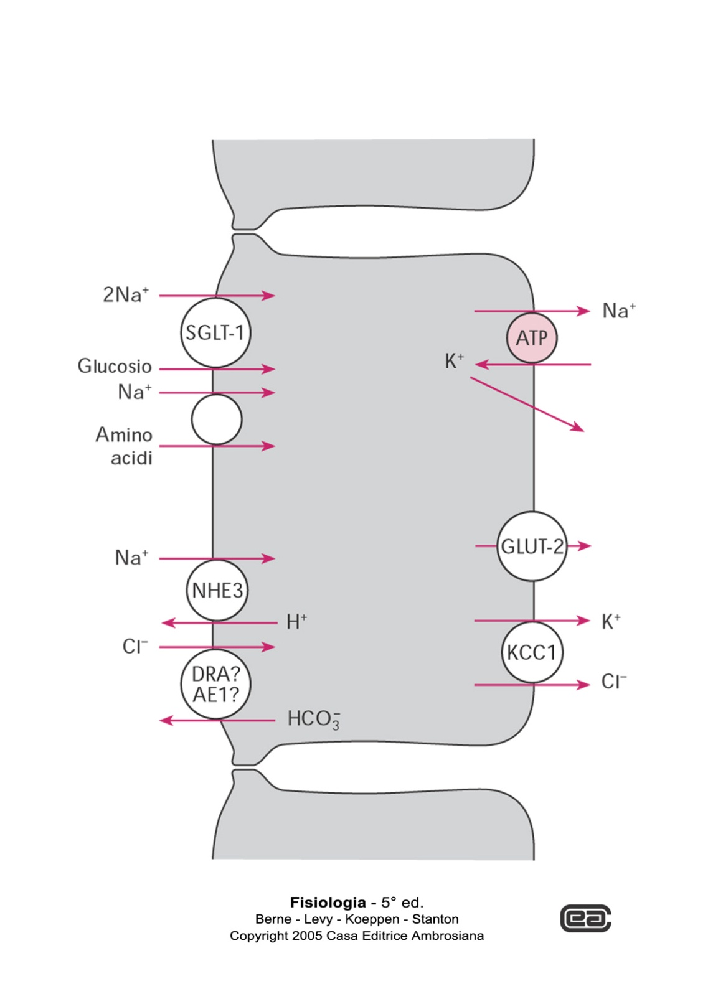 2Na⁺
SGLT-1
Glucosio
Na⁺
Amino
acidi
Na⁺
NHE3
H⁺
Cl⁻
DRA?
AE1?
HCO₃⁻
Na⁺
ATP
K⁺
GLUT-2
K⁺
KCC1
Cl⁻
Fisiologia - 5° ed.
Berne - Levy - Koeppen - Stanton
Copyright 2005 Casa Editrice Ambrosiana
ea